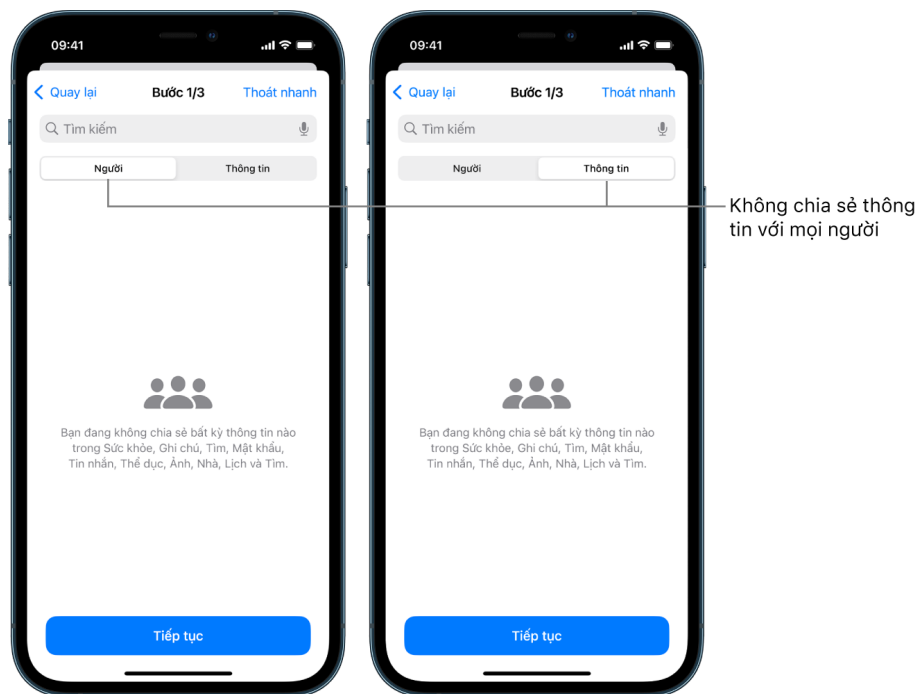 09:41
Quay lại
Bước 1/3
Thoát nhanh
Tìm kiếm
Người
Thông tin
Bạn đang không chia sẻ bất kỳ thông tin nào
trong Sức khỏe, Ghi chú, Tìm, Mật khẩu,
Tin nhắn, Thể dục, Ảnh, Nhà, Lịch và Tìm.
Tiếp tục
09:41
Quay lại
Bước 1/3
Thoát nhanh
Tìm kiếm
Người
Thông tin
Bạn đang không chia sẻ bất kỳ thông tin nào
trong Sức khỏe, Ghi chú, Tìm, Mật khẩu,
Tin nhắn, Thể dục, Ảnh, Nhà, Lịch và Tìm.
Tiếp tục
Không chia sẻ thông
tin với mọi người